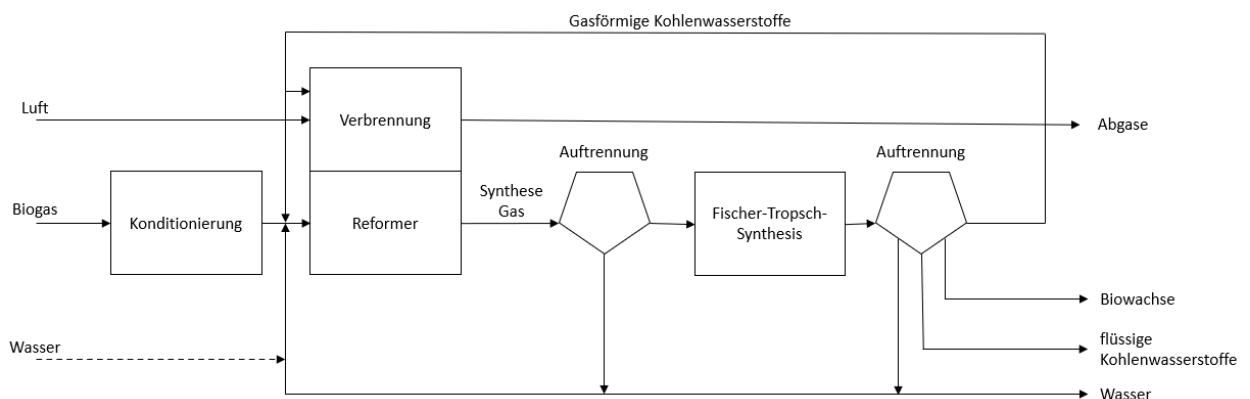 Gasförmige Kohlenwasserstoffe
Luft
Verbrennung
Abgase
Auftrennung
Auftrennung
Biogas
Konditionierung
Reformer
Synthese
Gas
Fischer-Tropsch-
Synthesis
Biowachse
Wasser
flüssige
Kohlenwasserstoffe
Wasser